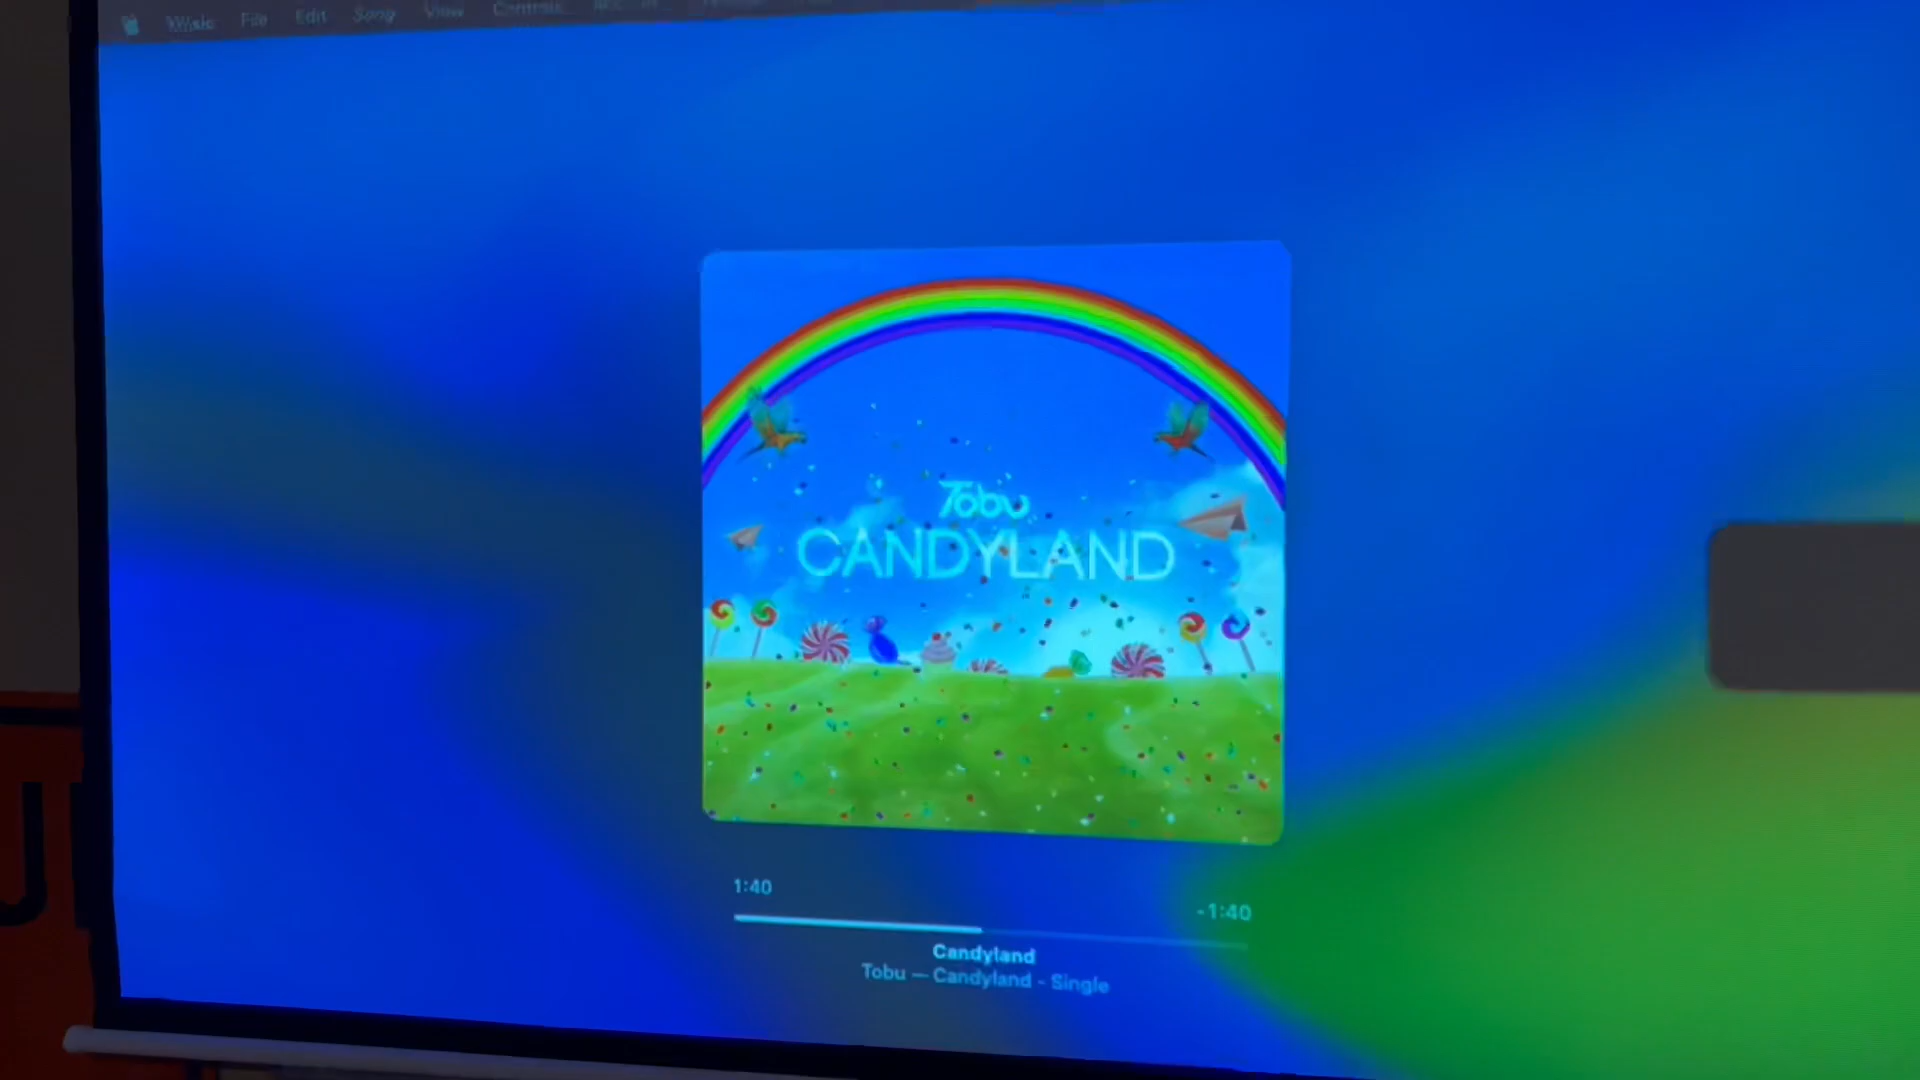 Music File Edit Song View Controls
Tobu
CANDYLAND
1:40
-1:40
Candyland
Tobu — Candyland - Single